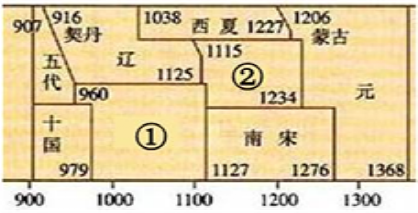 907 916 1038 1206
契丹 西夏 1227 蒙古
五代 辽 1115
1125 ②
960 1234 元
十国 ① 南宋
979 1127 1276 1368
900 1000 1100 1200 1300